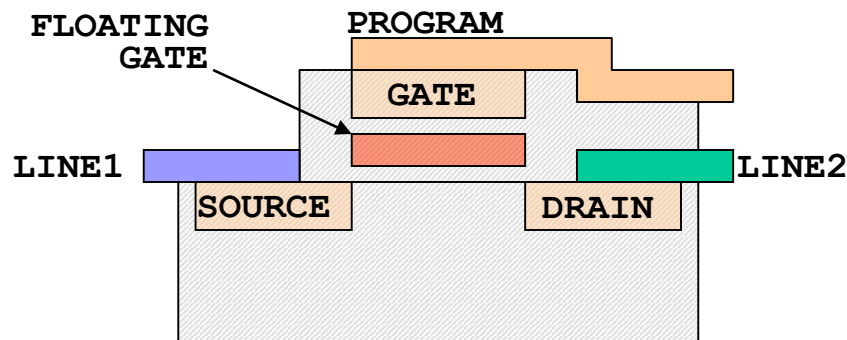 FLOATING
GATE
PROGRAM
GATE
LINE1
LINE2
SOURCE
DRAIN